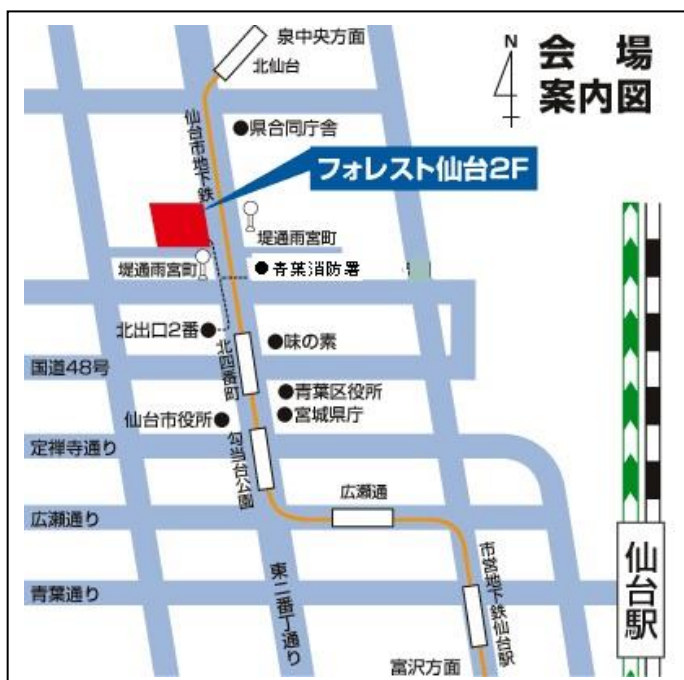 泉中央方面
北仙台
N
会場
案内図
仙台市地下鉄
●県合同庁舎
フォレスト仙台2F
堤通雨宮町
堤通雨宮町
●青葉消防署
北出口2番●
●味の素
国道48号
北四番町
●青葉区役所
仙台市役所●
●宮城県庁
定禅寺通り
勾当台公園
広瀬通
広瀬通り
市営地下鉄仙台駅
仙台駅
東二番丁通り
青葉通り
富沢方面